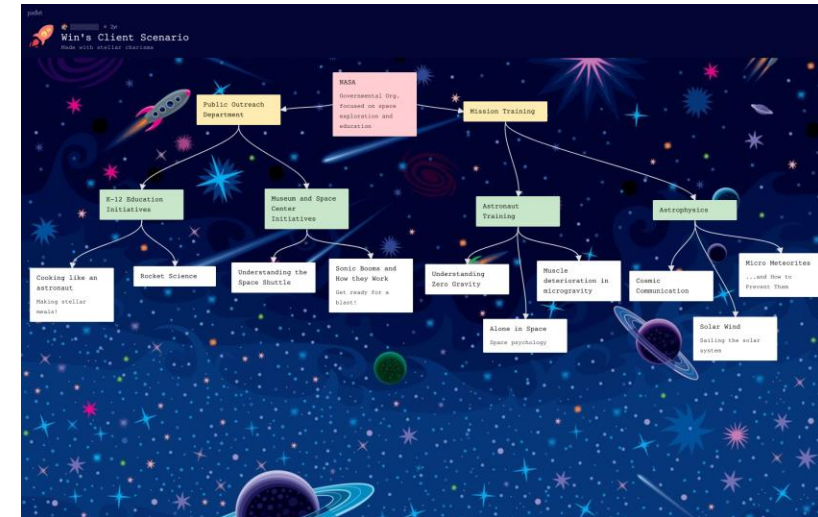 padlet
+ 2w
Win's Client Scenario
Made with stellar charisma
NASA
Governmental Org.
focused on space
exploration and
education
Public Outreach
Department
Mission Training
K-12 Education
Initiatives
Museum and Space
Center
Initiatives
Astronaut
Training
Astrophysics
Cooking like an
astronaut
Making stellar
meals!
Rocket Science
Understanding the
Space Shuttle
Sonic Booms and
How they Work
Get ready for a
blast!
Understanding
Zero Gravity
Muscle
deterioration in
microgravity
Alone in Space
Space psychology
Cosmic
Communication
Micro Meteorites
...and How to
Prevent Them
Solar Wind
Sailing the solar
system